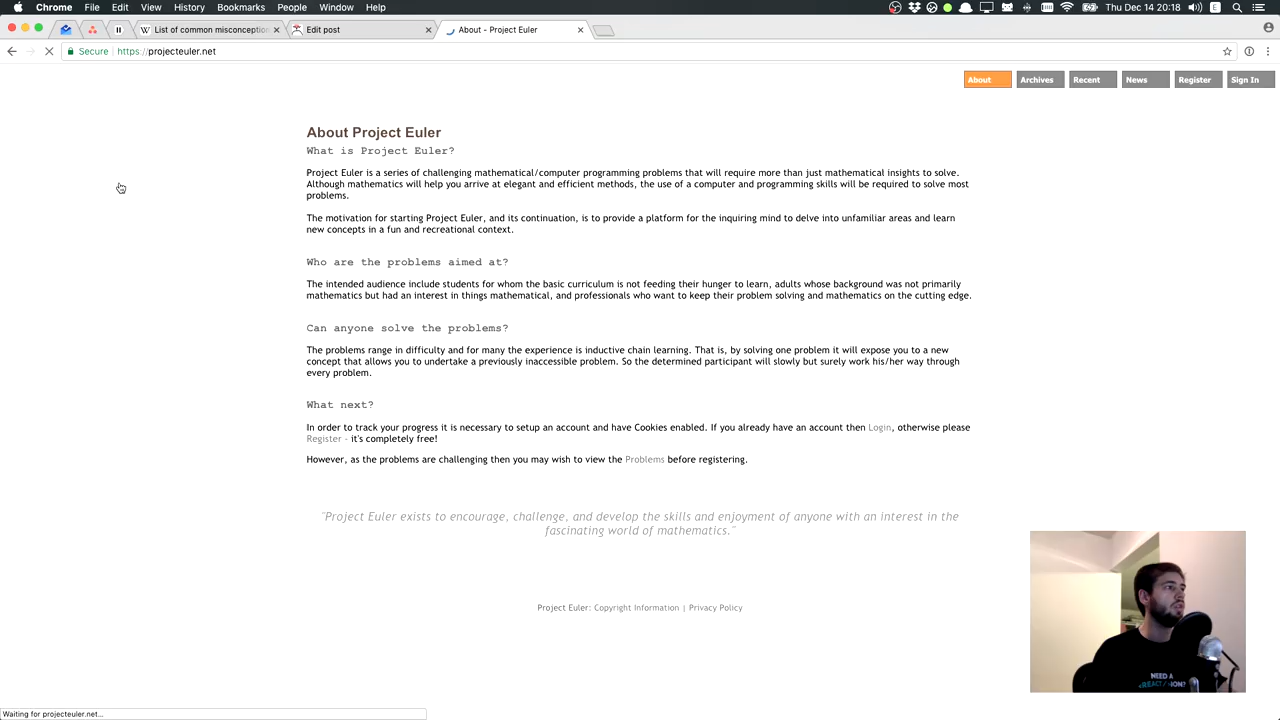 Chrome File Edit View History Bookmarks People Window Help
Thu Dec 14 20:18
E
List of common misconception
Edit post
About - Project Euler
Secure https://projecteuler.net
About
Archives
Recent
News
Register
Sign In
About Project Euler
What is Project Euler?
Project Euler is a series of challenging mathematical/computer programming problems that will require more than just mathematical insights to solve.
Although mathematics will help you arrive at elegant and efficient methods, the use of a computer and programming skills will be required to solve most
problems.
The motivation for starting Project Euler, and its continuation, is to provide a platform for the inquiring mind to delve into unfamiliar areas and learn
new concepts in a fun and recreational context.
Who are the problems aimed at?
The intended audience include students for whom the basic curriculum is not feeding their hunger to learn, adults whose background was not primarily
mathematics but had an interest in things mathematical, and professionals who want to keep their problem solving and mathematics on the cutting edge.
Can anyone solve the problems?
The problems range in difficulty and for many the experience is inductive chain learning. That is, by solving one problem it will expose you to a new
concept that allows you to undertake a previously inaccessible problem. So the determined participant will slowly but surely work his/her way through
every problem.
What next?
In order to track your progress it is necessary to setup an account and have Cookies enabled. If you already have an account then Login, otherwise please
Register - it's completely free!
However, as the problems are challenging then you may wish to view the Problems before registering.
"Project Euler exists to encourage, challenge, and develop the skills and enjoyment of anyone with an interest in the
fascinating world of mathematics."
Project Euler: Copyright Information | Privacy Policy
NEED A
Waiting for projecteuler.net...